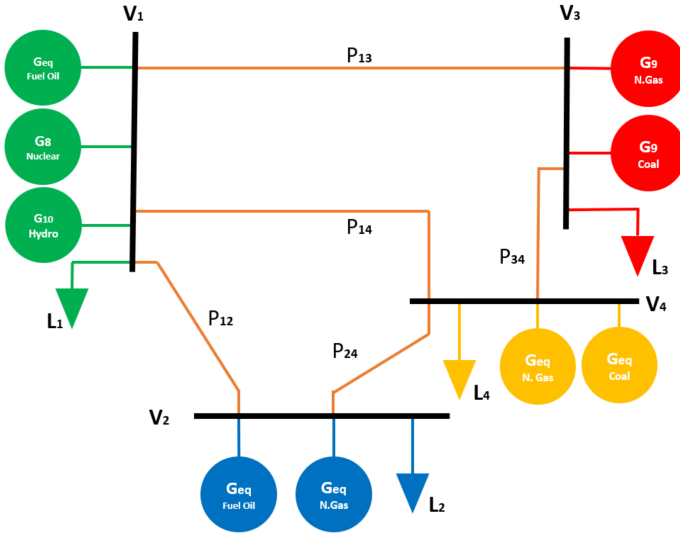 V1
V3
Geq
Fuel Oil
P13
G9
N.Gas
G8
Nuclear
G9
Coal
G10
Hydro
P14
P34
L3
L1
P12
V4
P24
Geq
N. Gas
Geq
Coal
L4
V2
Geq
Fuel Oil
Geq
N.Gas
L2